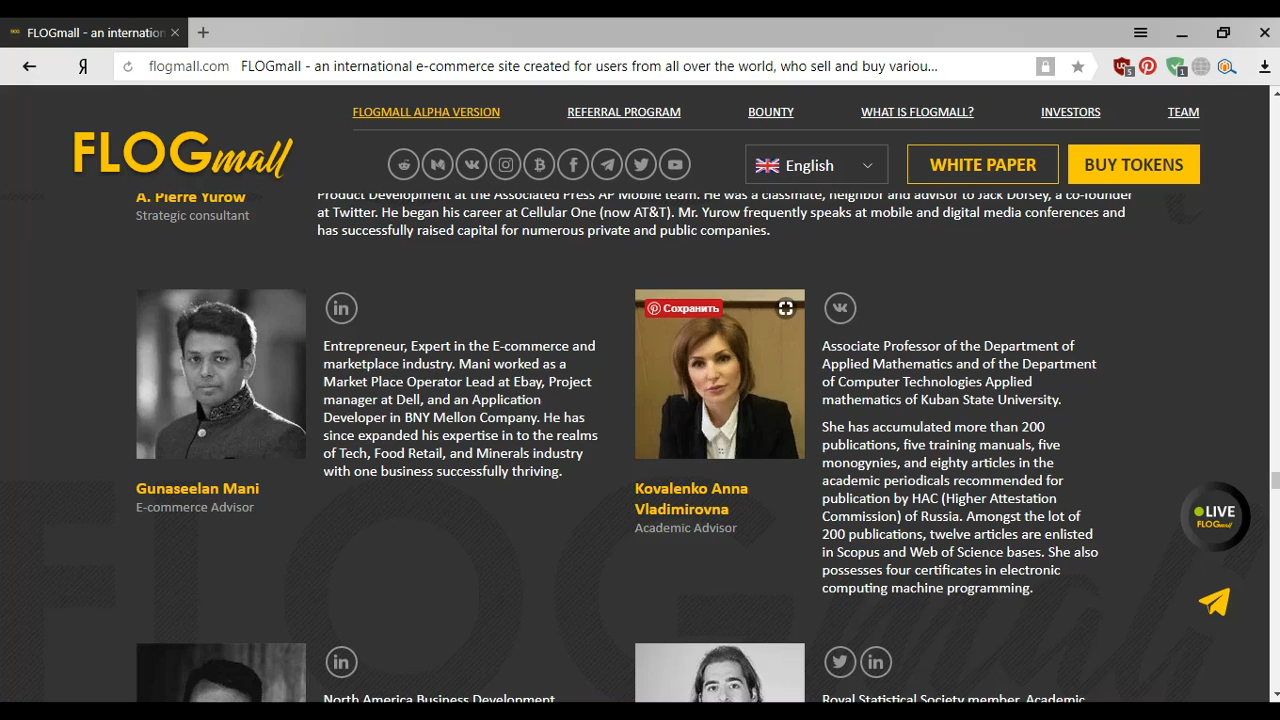 FLOGmall - an internation
flogmall.com FLOGmall - an international e-commerce site created for users from all over the world, who sell and buy variou...
5
1
FLOGMALL ALPHA VERSION
REFERRAL PROGRAM
BOUNTY
WHAT IS FLOGMALL?
INVESTORS
TEAM
FLOGmall
English
WHITE PAPER
BUY TOKENS
A. Pierre Yurow
Strategic consultant
Product Development at the Associated Press AP Mobile team. He was a classmate, neighbor and advisor to Jack Dorsey, a co-founder
at Twitter. He began his career at Cellular One (now AT&T). Mr. Yurow frequently speaks at mobile and digital media conferences and
has successfully raised capital for numerous private and public companies.
Entrepreneur, Expert in the E-commerce and
marketplace industry. Mani worked as a
Market Place Operator Lead at Ebay, Project
manager at Dell, and an Application
Developer in BNY Mellon Company. He has
since expanded his expertise in to the realms
of Tech, Food Retail, and Minerals industry
with one business successfully thriving.
Gunaseelan Mani
E-commerce Advisor
Сохранить
Kovalenko Anna
Vladimirovna
Academic Advisor
Associate Professor of the Department of
Applied Mathematics and of the Department
of Computer Technologies Applied
mathematics of Kuban State University.
She has accumulated more than 200
publications, five training manuals, five
monogynies, and eighty articles in the
academic periodicals recommended for
publication by HAC (Higher Attestation
Commission) of Russia. Amongst the lot of
200 publications, twelve articles are enlisted
in Scopus and Web of Science bases. She also
possesses four certificates in electronic
computing machine programming.
LIVE
FLOGmall
North America Business Development
Royal Statistical Society member, Academic